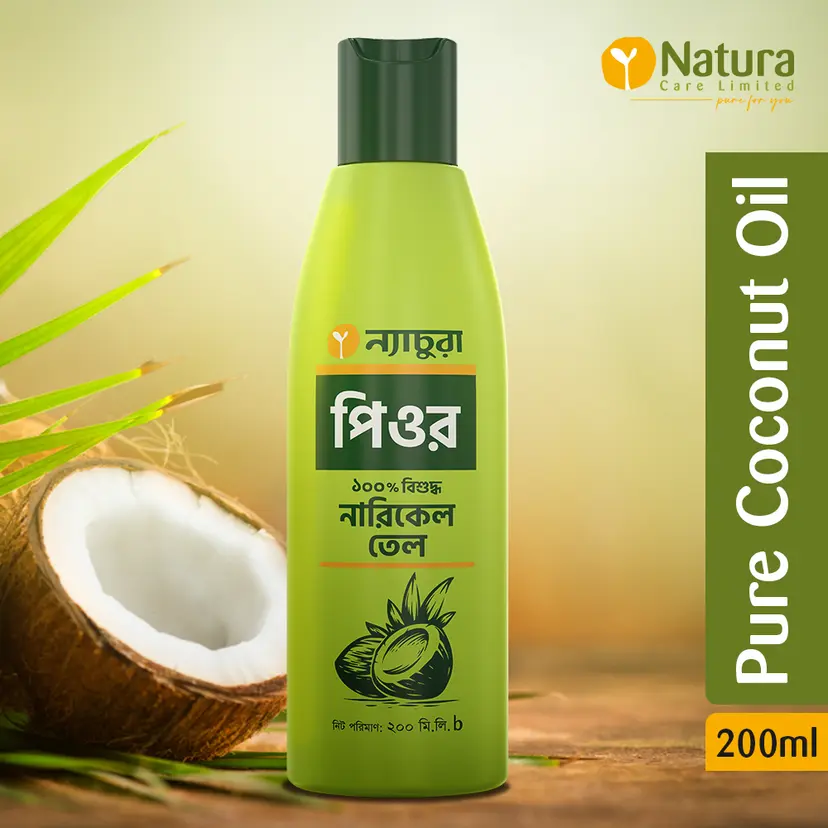 Natura
Care Limited
pure for you
ন্যাচুরা
পিওর
১০০% বিশুদ্ধ
নারিকেল
তেল
নিট পরিমাণ: ২০০ মি.লি.b
Pure Coconut Oil
200ml